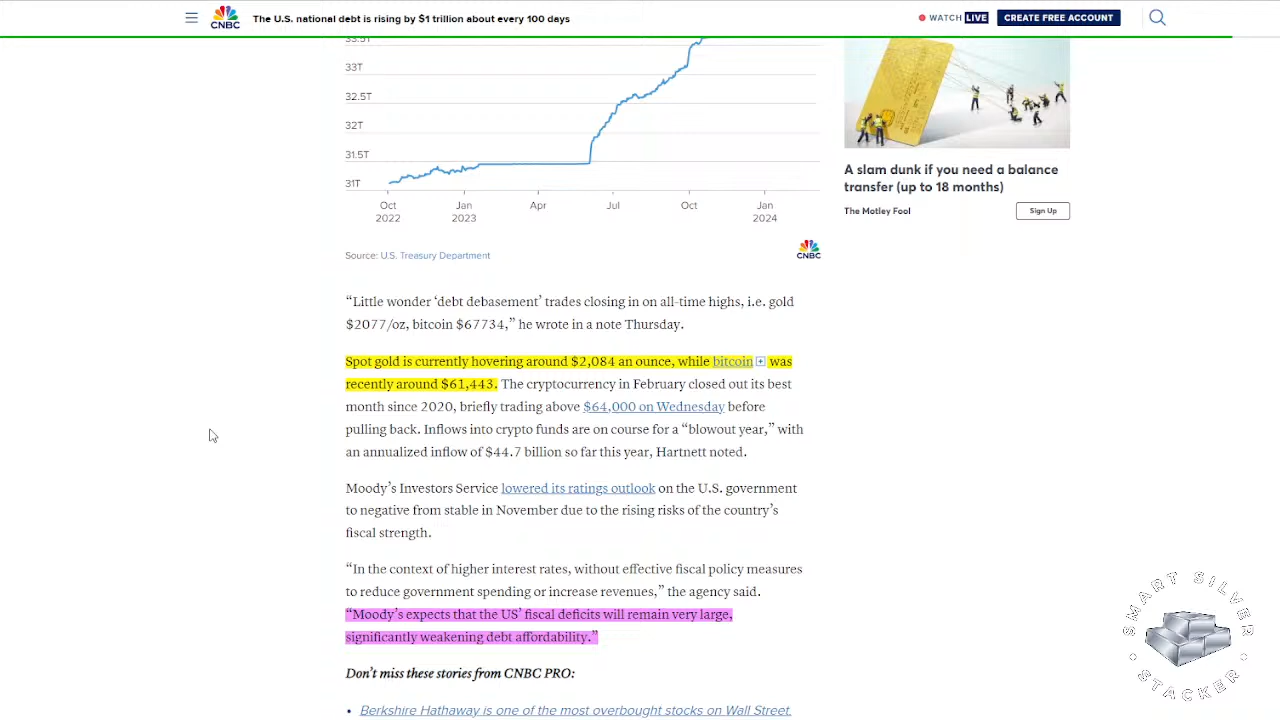 CNBC
The U.S. national debt is rising by $1 trillion about every 100 days
WATCH LIVE
CREATE FREE ACCOUNT
33.5T
33T
32.5T
32T
31.5T
31T
Oct
2022
Jan
2023
Apr
Jul
Oct
Jan
2024
Source: U.S. Treasury Department
CNBC
A slam dunk if you need a balance
transfer (up to 18 months)
The Motley Fool
Sign Up
“Little wonder ‘debt debasement’ trades closing in on all-time highs, i.e. gold
$2077/oz, bitcoin $67734,” he wrote in a note Thursday.
Spot gold is currently hovering around $2,084 an ounce, while bitcoin + was
recently around $61,443. The cryptocurrency in February closed out its best
month since 2020, briefly trading above $64,000 on Wednesday before
pulling back. Inflows into crypto funds are on course for a “blowout year,” with
an annualized inflow of $44.7 billion so far this year, Hartnett noted.
Moody’s Investors Service lowered its ratings outlook on the U.S. government
to negative from stable in November due to the rising risks of the country’s
fiscal strength.
“In the context of higher interest rates, without effective fiscal policy measures
to reduce government spending or increase revenues,” the agency said.
“Moody’s expects that the US’ fiscal deficits will remain very large,
significantly weakening debt affordability.”
Don’t miss these stories from CNBC PRO:
• Berkshire Hathaway is one of the most overbought stocks on Wall Street.
SMART SILVER
STACKER